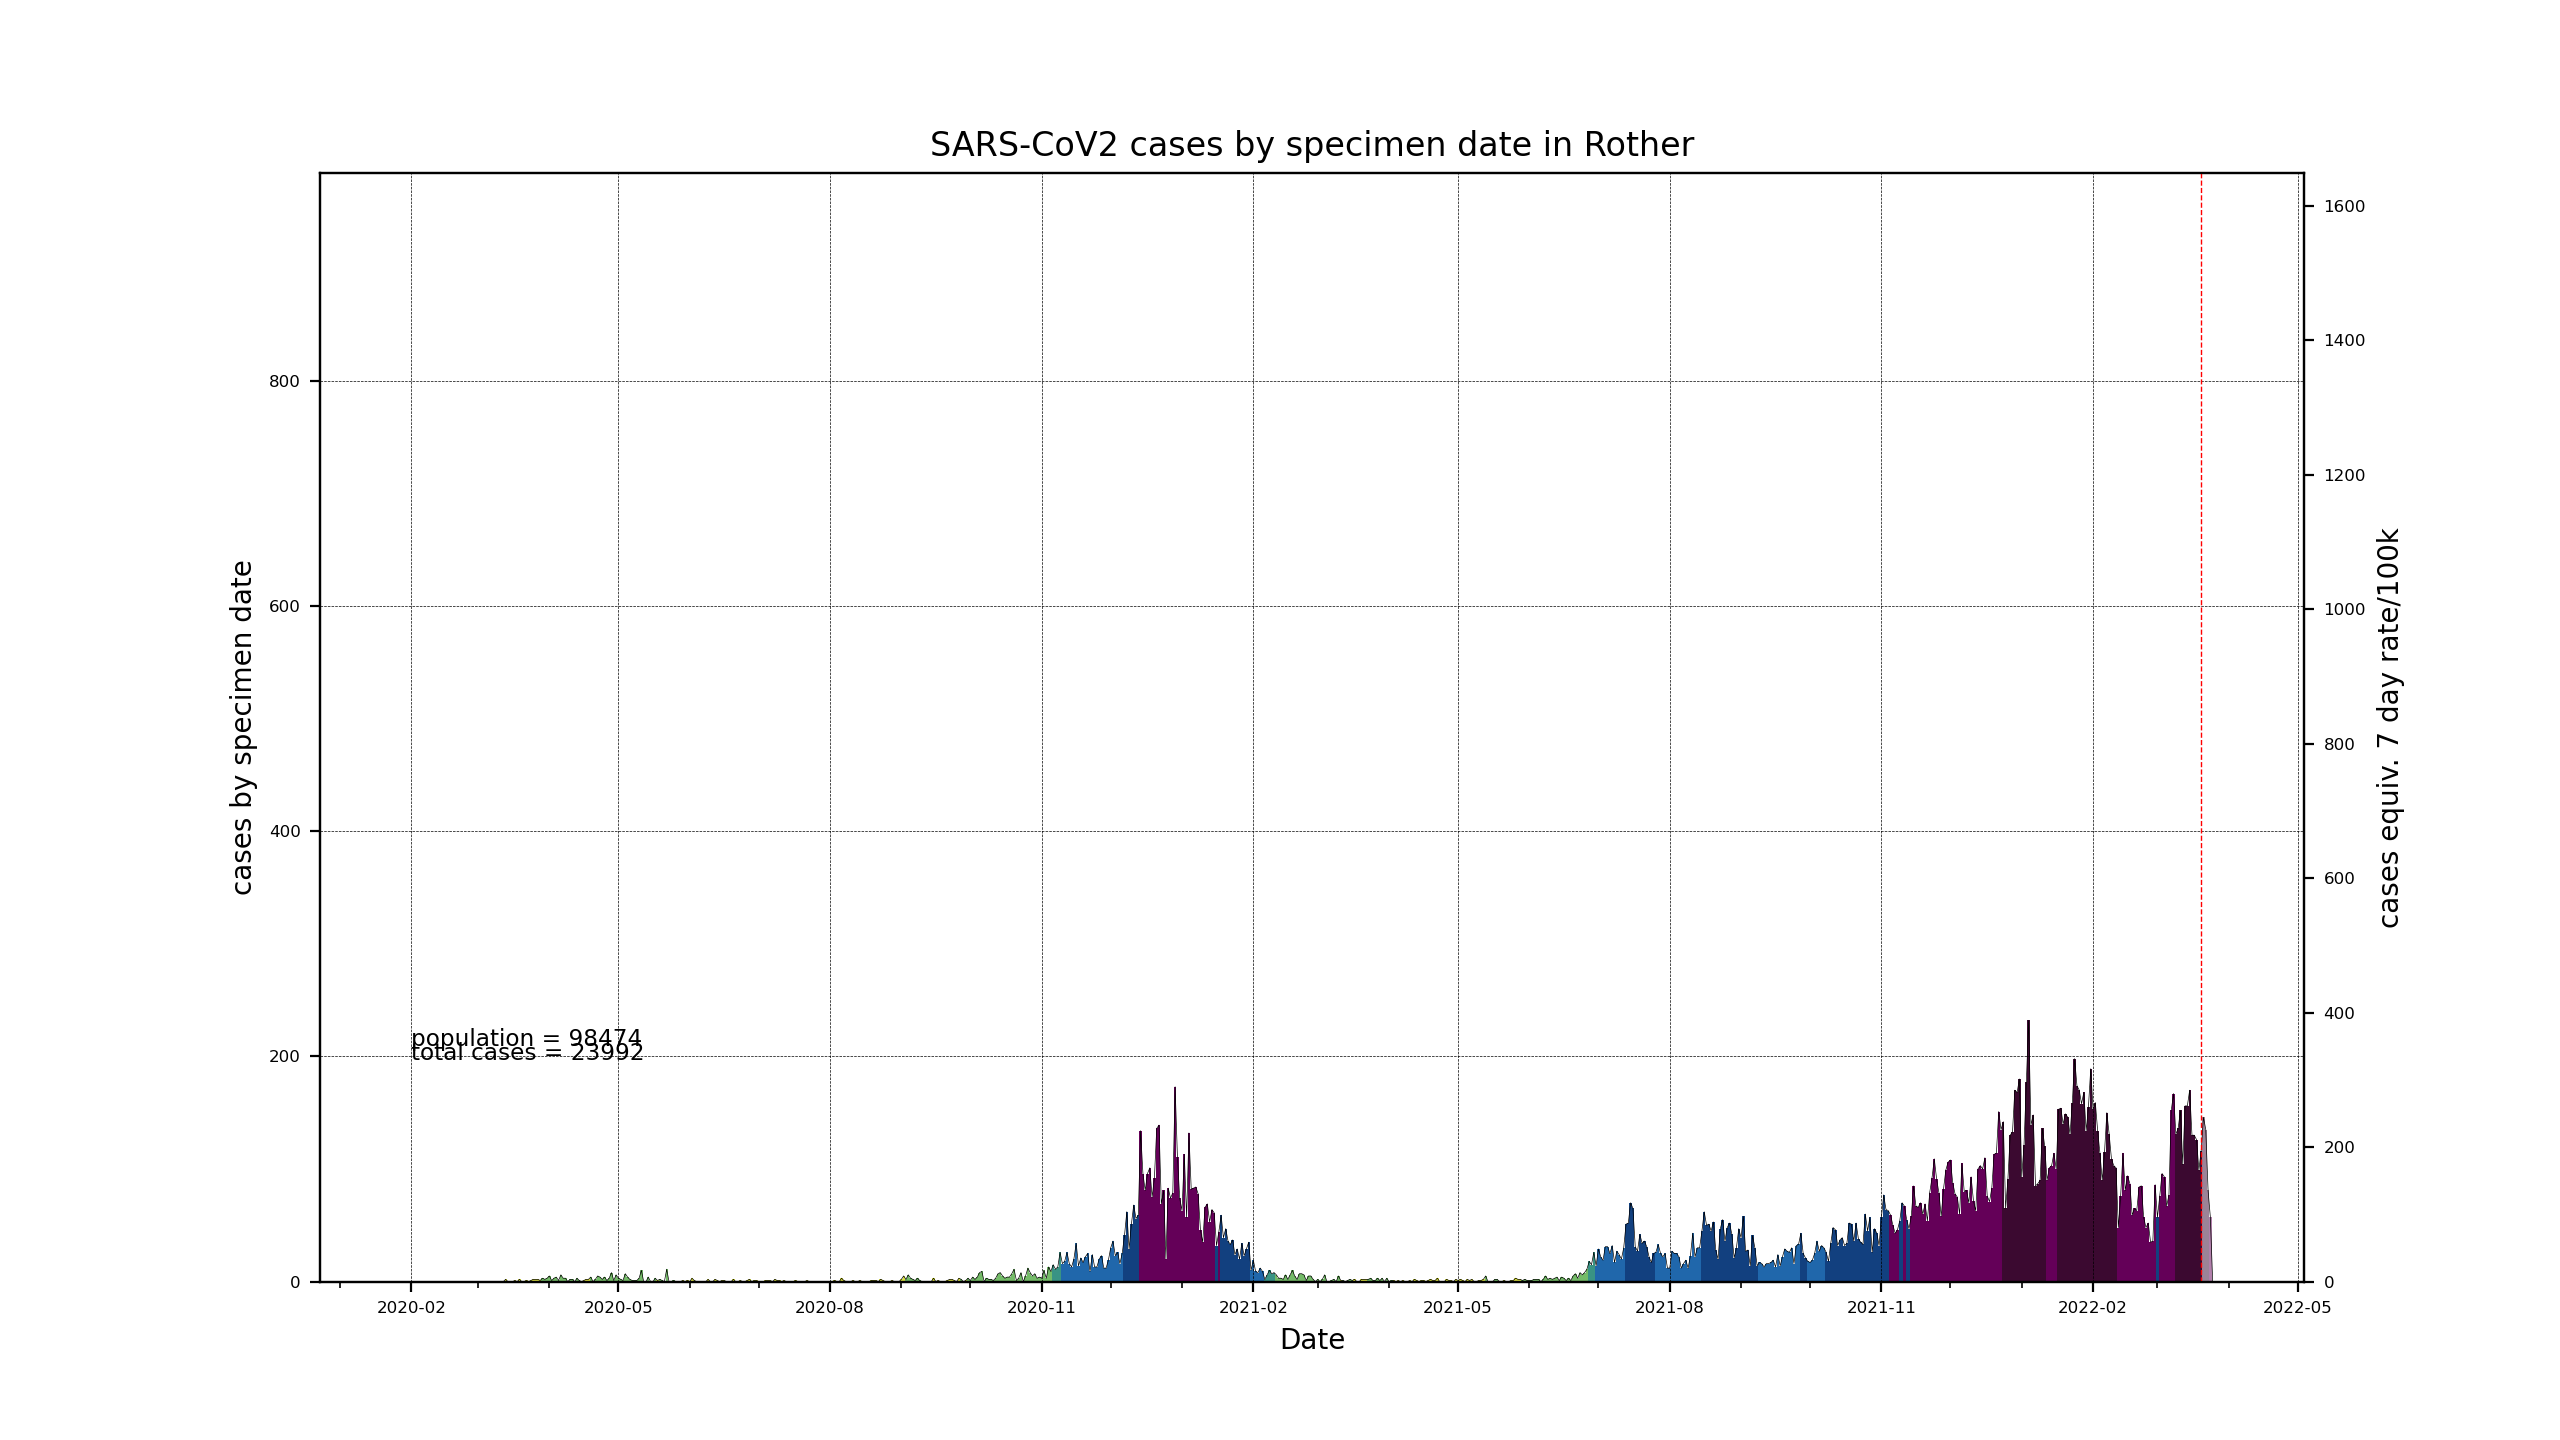 SARS-CoV2 cases by specimen date in Rother
cases by specimen date
800
600
400
200
0
population = 98474
total cases = 23992
1600
1400
1200
1000
800
600
400
200
0
cases equiv. 7 day rate/100k
2020-02 2020-05 2020-08 2020-11 2021-02 2021-05 2021-08 2021-11 2022-02 2022-05
Date